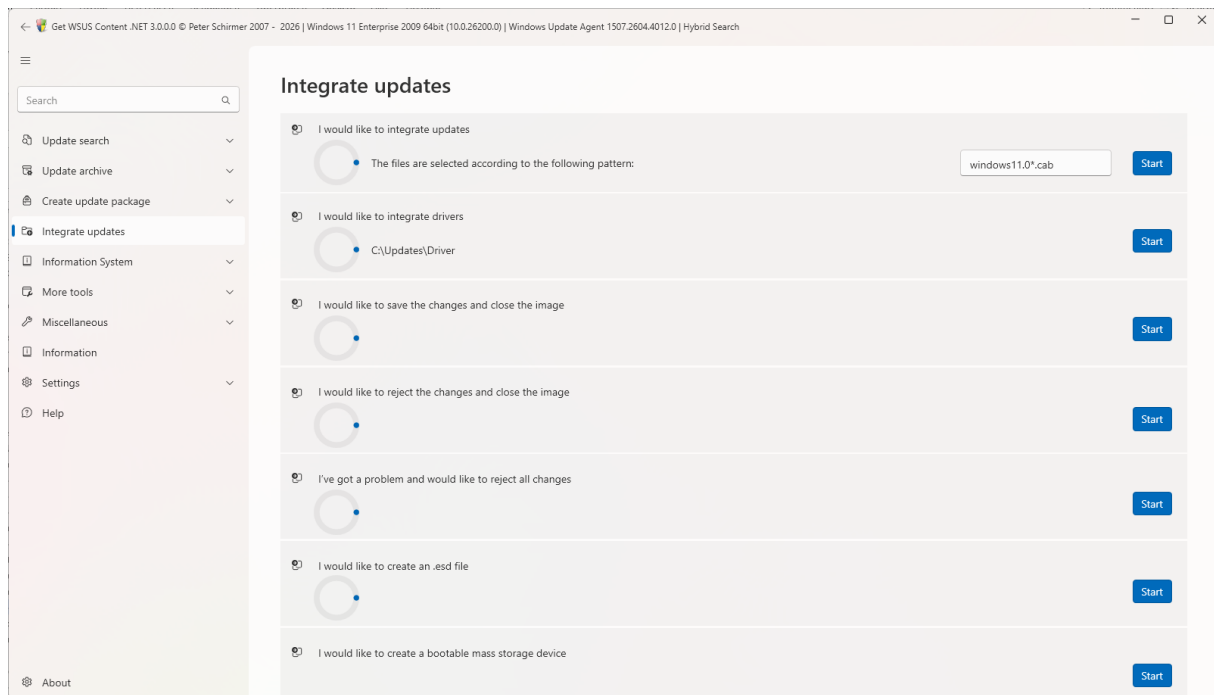 Get WSUS Content .NET 3.0.0.0 © Peter Schirmer 2007 - 2026 | Windows 11 Enterprise 2009 64bit (10.0.26200.0) | Windows Update Agent 1507.2604.4012.0 | Hybrid Search
Search
Update search
Update archive
Create update package
Integrate updates
Information System
More tools
Miscellaneous
Information
Settings
Help
About
Integrate updates
I would like to integrate updates
The files are selected according to the following pattern:
windows11.0*.cab
Start
I would like to integrate drivers
C:\Updates\Driver
Start
I would like to save the changes and close the image
Start
I would like to reject the changes and close the image
Start
I've got a problem and would like to reject all changes
Start
I would like to create an .esd file
Start
I would like to create a bootable mass storage device
Start